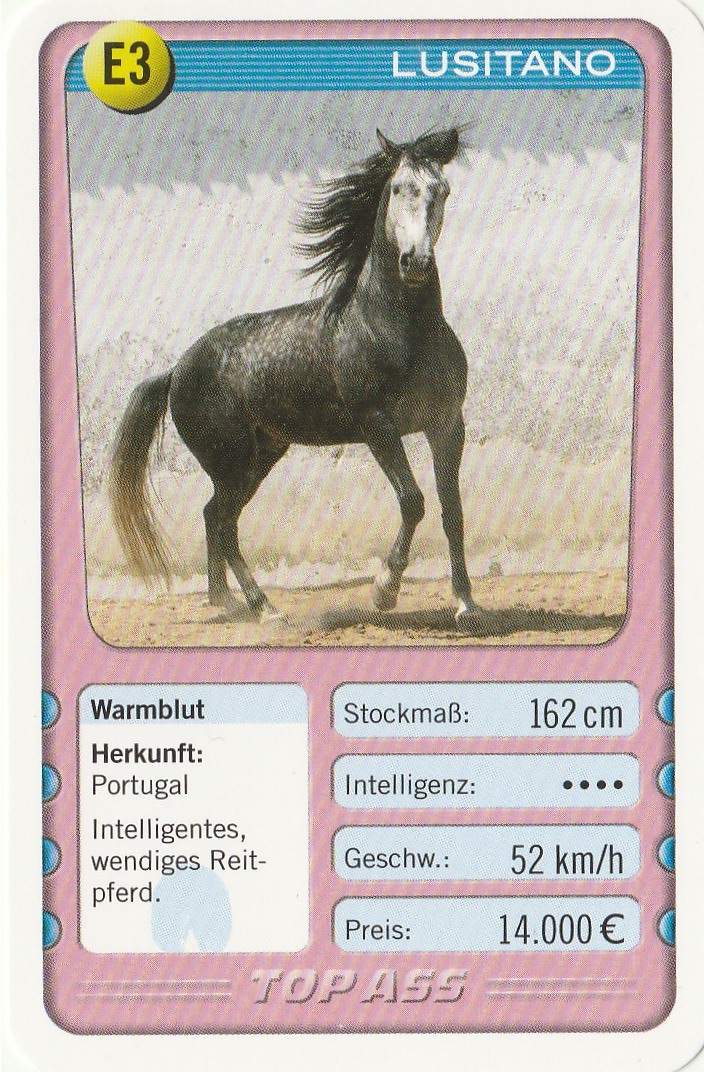 E3
LUSITANO
Warmblut
Herkunft:
Portugal
Intelligentes,
wendiges Reit-
pferd.
Stockmaß: 162 cm
Intelligenz: ••••
Geschw.: 52 km/h
Preis: 14.000 €
TOP ASS